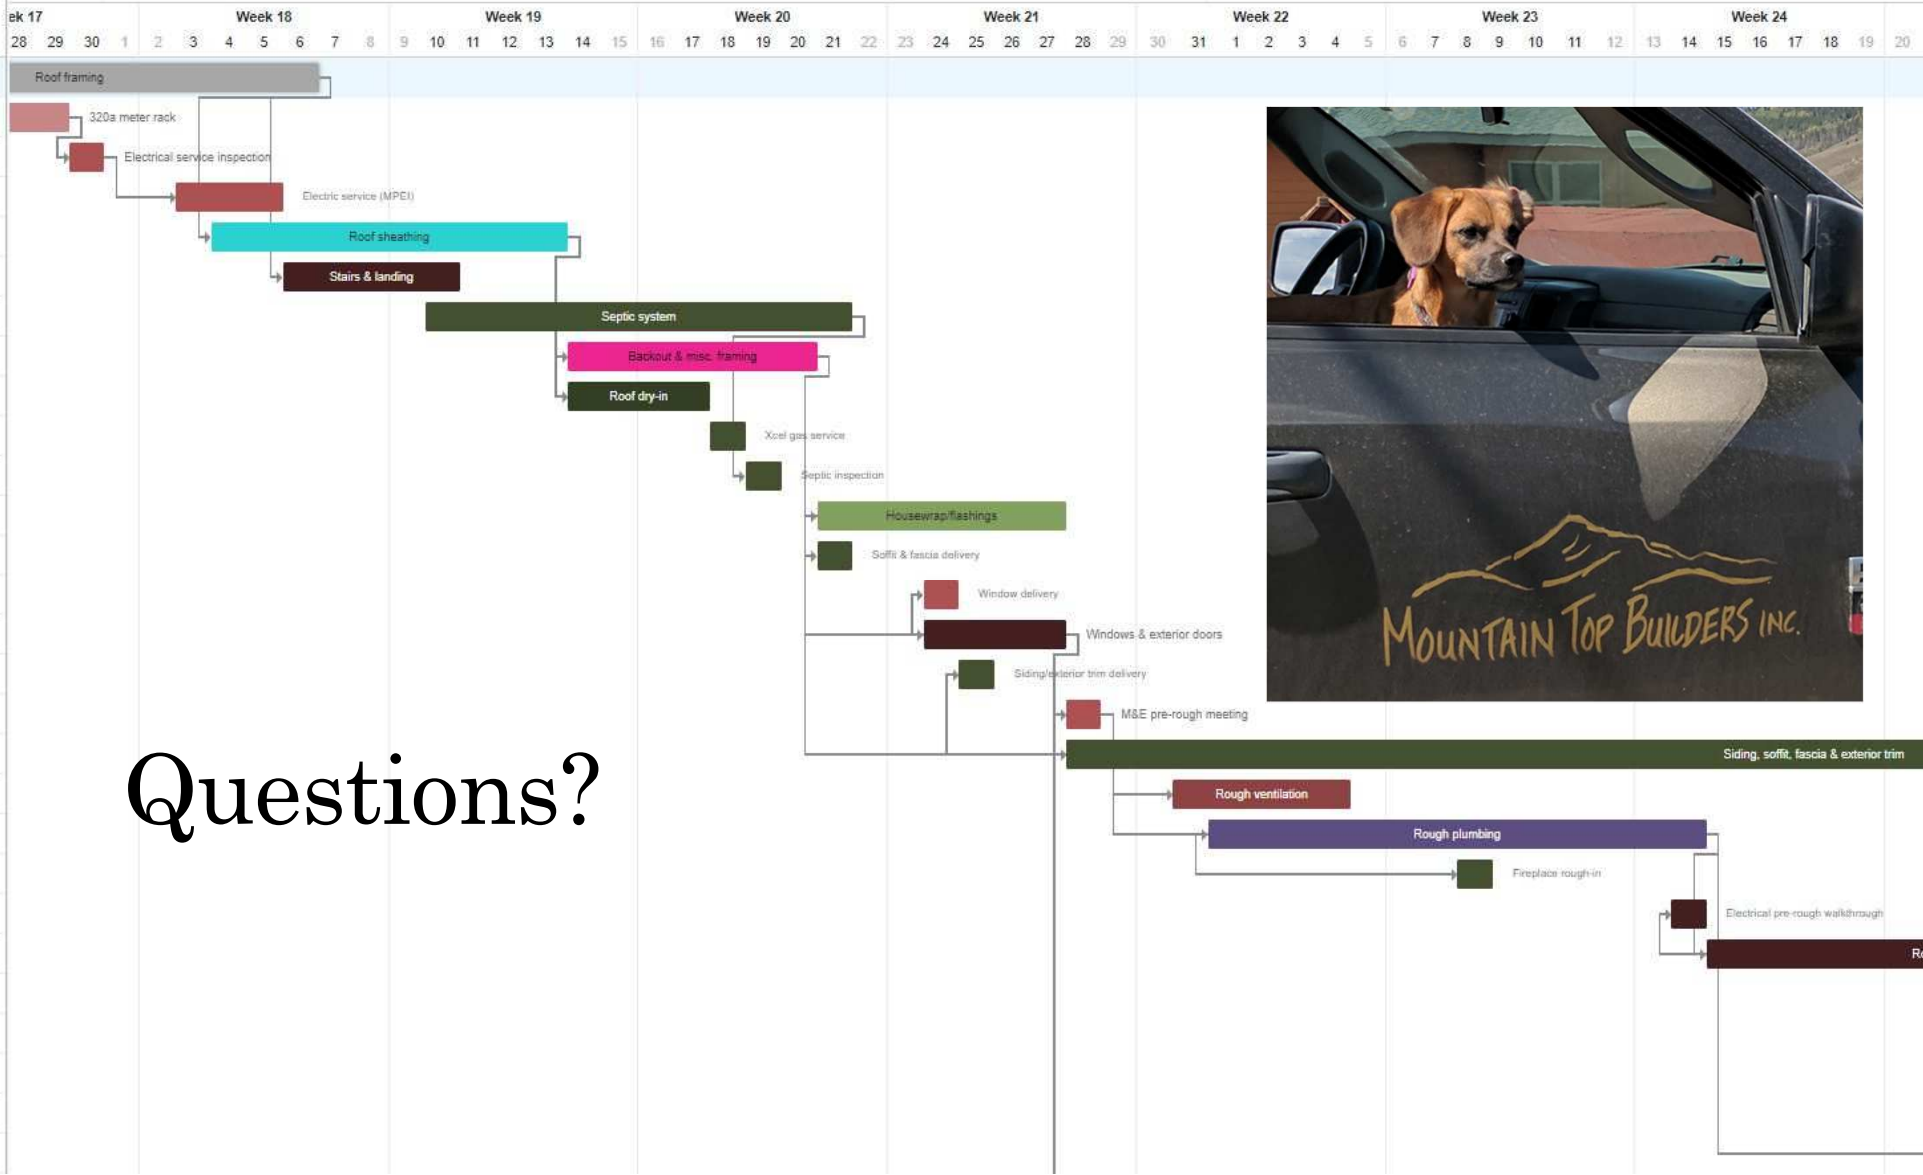 ek 17 Week 18 Week 19 Week 20 Week 21 Week 22 Week 23 Week 24
28 29 30 1 2 3 4 5 6 7 8 9 10 11 12 13 14 15 16 17 18 19 20 21 22 23 24 25 26 27 28 29 30 31 1 2 3 4 5 6 7 8 9 10 11 12 13 14 15 16 17 18 19 20
Roof framing
320a meter rack
Electrical service inspection
Electric service (MPEI)
Roof sheathing
Stairs & landing
Septic system
Backout & misc. framing
Roof dry-in
Xcel gas service
Septic inspection
Housewrap/flashings
Soffit & fascia delivery
Window delivery
Windows & exterior doors
Siding/exterior trim delivery
M&E pre-rough meeting
Siding, soffit, fascia & exterior trim
Rough ventilation
Rough plumbing
Fireplace rough-in
Electrical pre-rough walkthrough
Ro
MOUNTAIN TOP BUILDERS INC.
Questions?